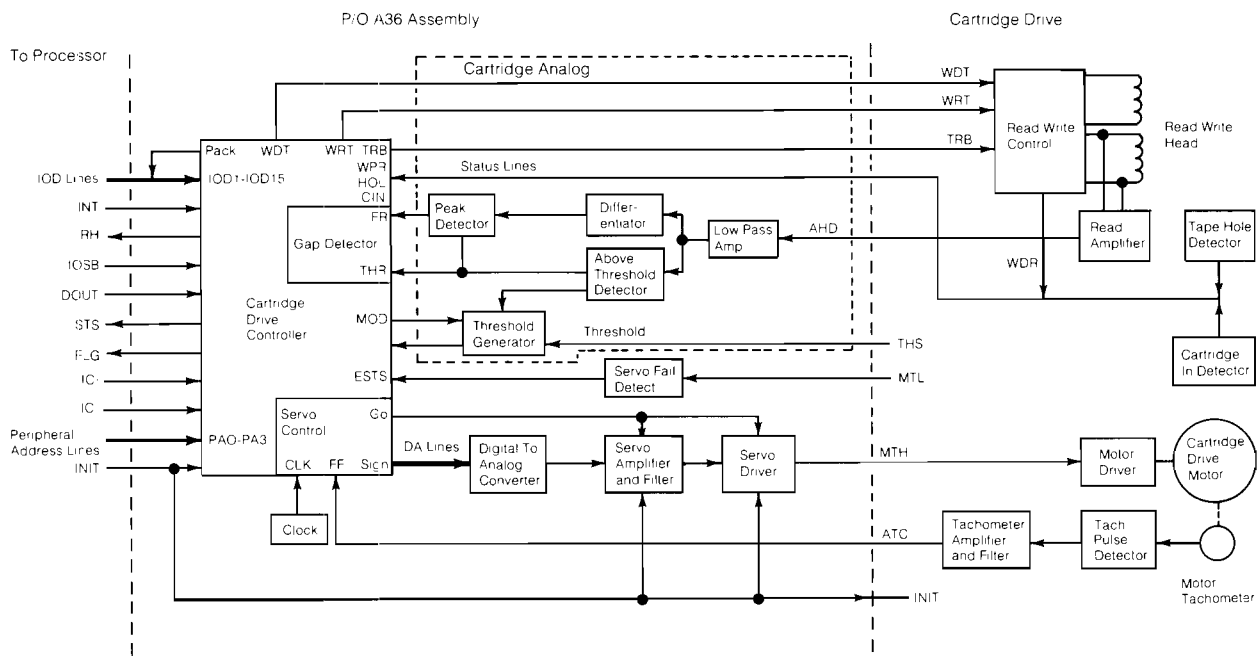 P/O A36 Assembly
Cartridge Drive
To Processor
Cartridge Analog
WDT
WRT
TRB
Read Write
Control
Read Write
Head
Pack
WDT
WRT
TRB
WPR
HOL
CIN
Status Lines
IOD Lines
IOD1-IOD15
INT
RH
IOSB
DOUT
STS
FLG
IC
IC
Peripheral
Address Lines
PAO-PA3
INIT
FR
Gap Detector
THR
Peak
Detector
Differ-
entiator
Low Pass
Amp
AHD
Read
Amplifier
Tape Hole
Detector
WDR
Above
Threshold
Detector
Cartridge
Drive
Controller
MOD
Threshold
Generator
Threshold
THS
Cartridge
In Detector
ESTS
Servo Fail
Detect
MTL
Servo
Control
Go
CLK
FF
Sign
DA Lines
Digital To
Analog
Converter
Servo
Amplifier
and Filter
Servo
Driver
MTH
Motor
Driver
Cartridge
Drive
Motor
Clock
ATC
Tachometer
Amplifier
and Filter
Tach
Pulse
Detector
Motor
Tachometer
INIT